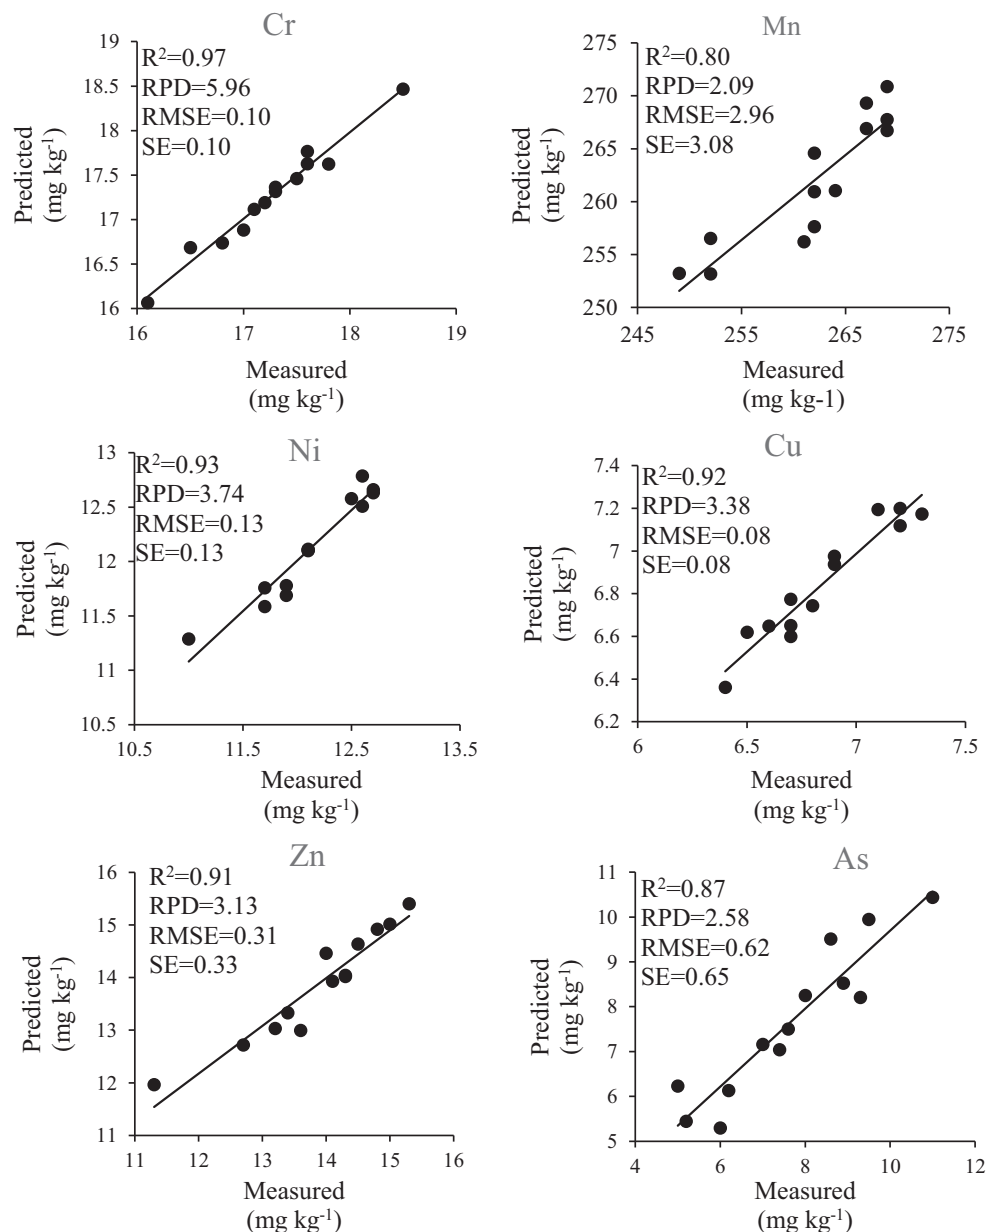 Cr
19
18.5
18
17.5
17
16.5
16
R²=0.97
RPD=5.96
RMSE=0.10
SE=0.10
Predicted
(mg kg⁻¹)
16
17
18
19
Measured
(mg kg⁻¹)
Mn
275
270
265
260
255
250
R²=0.80
RPD=2.09
RMSE=2.96
SE=3.08
Predicted
(mg kg⁻¹)
245
255
265
275
Measured
(mg kg-1)
Ni
13
12.5
12
11.5
11
10.5
R²=0.93
RPD=3.74
RMSE=0.13
SE=0.13
Predicted
(mg kg⁻¹)
10.5
11.5
12.5
13.5
Measured
(mg kg⁻¹)
Cu
7.4
7.2
7
6.8
6.6
6.4
6.2
R²=0.92
RPD=3.38
RMSE=0.08
SE=0.08
Predicted
(mg kg⁻¹)
6
6.5
7
7.5
Measured
(mg kg⁻¹)
Zn
16
15
14
13
12
11
R²=0.91
RPD=3.13
RMSE=0.31
SE=0.33
Predicted
(mg kg⁻¹)
11
12
13
14
15
16
Measured
(mg kg⁻¹)
As
11
10
9
8
7
6
5
R²=0.87
RPD=2.58
RMSE=0.62
SE=0.65
Predicted
(mg kg⁻¹)
4
6
8
10
12
Measured
(mg kg⁻¹)